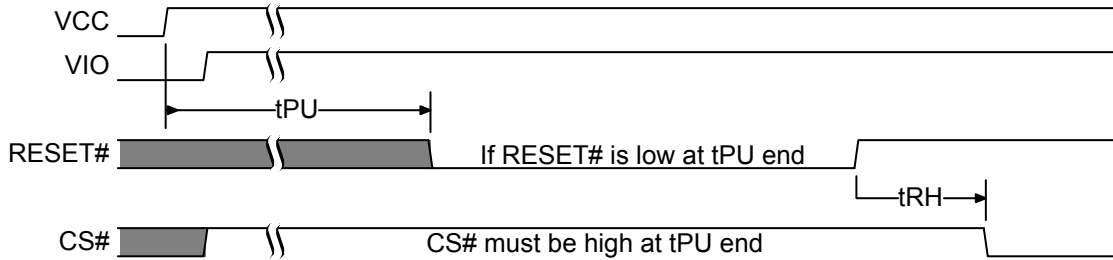 VCC
VIO
tPU
RESET# If RESET# is low at tPU end
tRH
CS# CS# must be high at tPU end